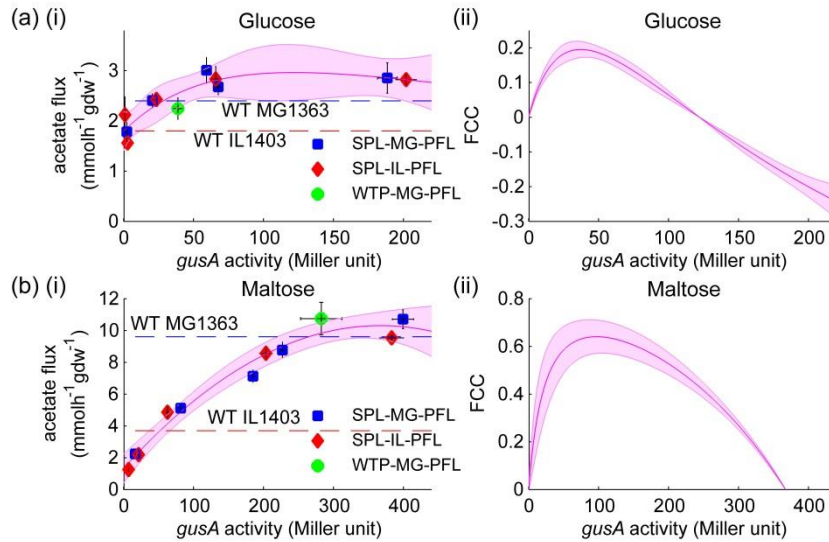 (a) (i) Glucose
acetate flux
(mmolh⁻¹ gdw⁻¹)
3
2
1
0
WT MG1363
WT IL1403
SPL-MG-PFL
SPL-IL-PFL
WTP-MG-PFL
0 50 100 150 200
gusA activity (Miller unit)
(ii) Glucose
FCC
0.2
0.1
0
-0.1
-0.2
-0.3
0 50 100 150 200
gusA activity (Miller unit)
(b) (i) Maltose
acetate flux
(mmolh⁻¹ gdw⁻¹)
12
10
8
6
4
2
0
WT MG1363
WT IL1403
SPL-MG-PFL
SPL-IL-PFL
WTP-MG-PFL
0 100 200 300 400
gusA activity (Miller unit)
(ii) Maltose
FCC
0.8
0.6
0.4
0.2
0
0 100 200 300 400
gusA activity (Miller unit)